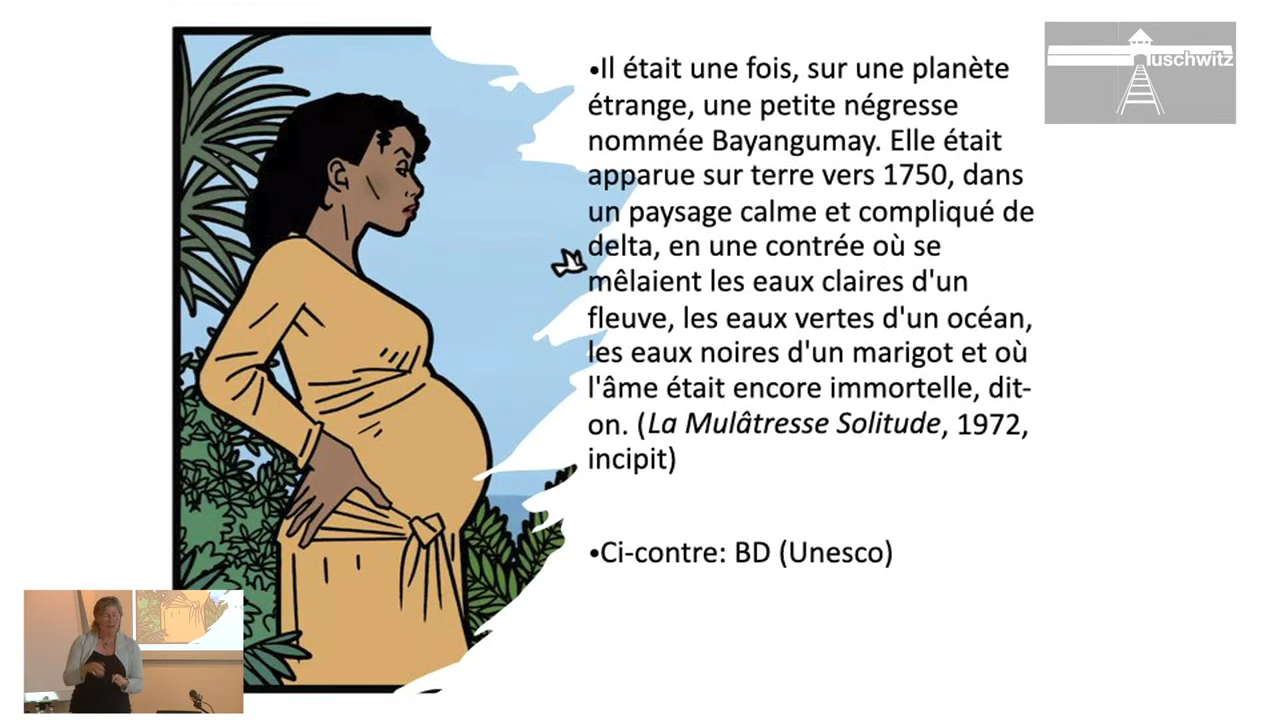 •Il était une fois, sur une planète
étrange, une petite négresse
nommée Bayangumay. Elle était
apparue sur terre vers 1750, dans
un paysage calme et compliqué de
delta, en une contrée où se
mêlaient les eaux claires d'un
fleuve, les eaux vertes d'un océan,
les eaux noires d'un marigot et où
l'âme était encore immortelle, dit-
on. (La Mulâtresse Solitude, 1972,
incipit)
•Ci-contre: BD (Unesco)
uschwitz